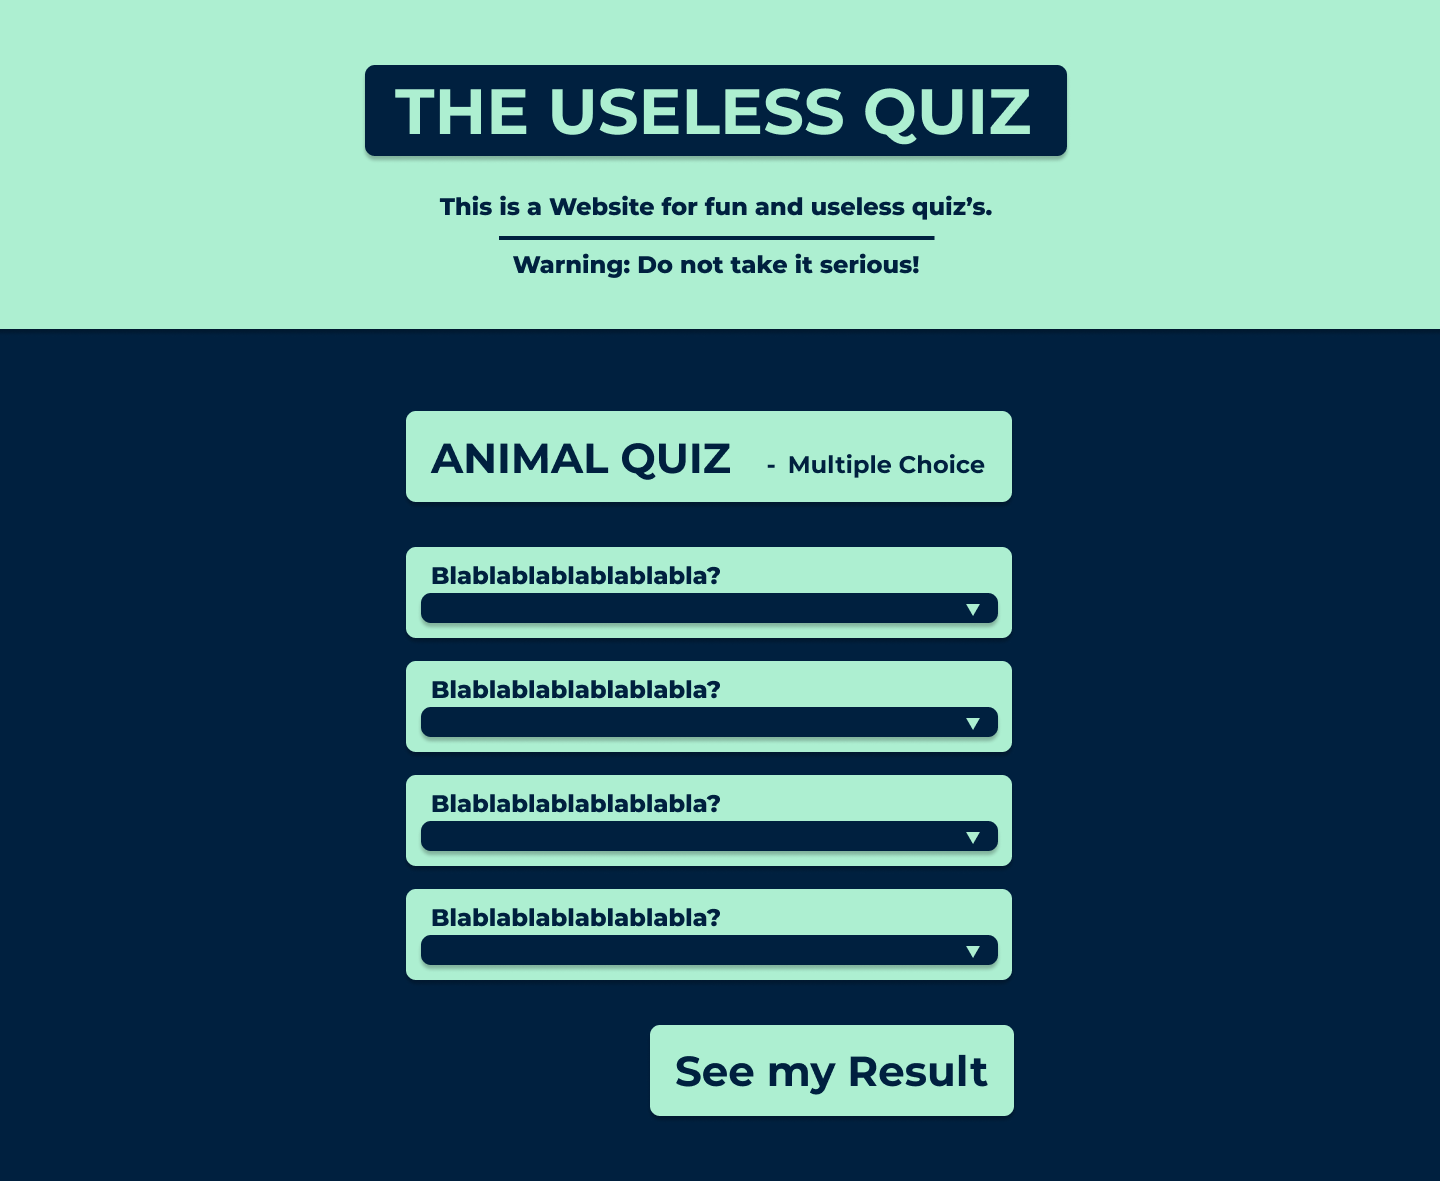 THE USELESS QUIZ
This is a Website for fun and useless quiz’s.
Warning: Do not take it serious!
ANIMAL QUIZ - Multiple Choice
Blablablablablablabla?
Blablablablablablabla?
Blablablablablablabla?
Blablablablablablabla?
See my Result